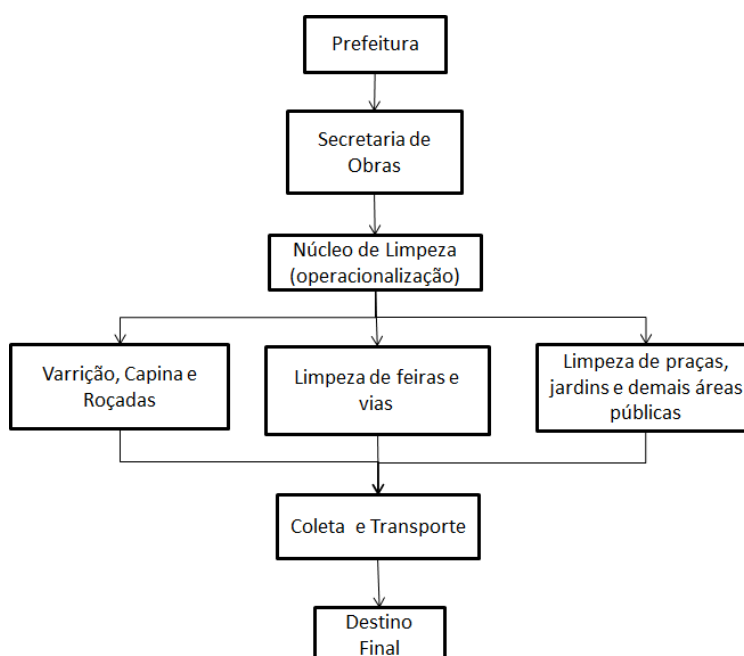 Prefeitura
Secretaria de
Obras
Núcleo de Limpeza
(operacionalização)
Varrição, Capina e
Roçadas
Limpeza de feiras e
vias
Limpeza de praças,
jardins e demais áreas
públicas
Coleta e Transporte
Destino
Final